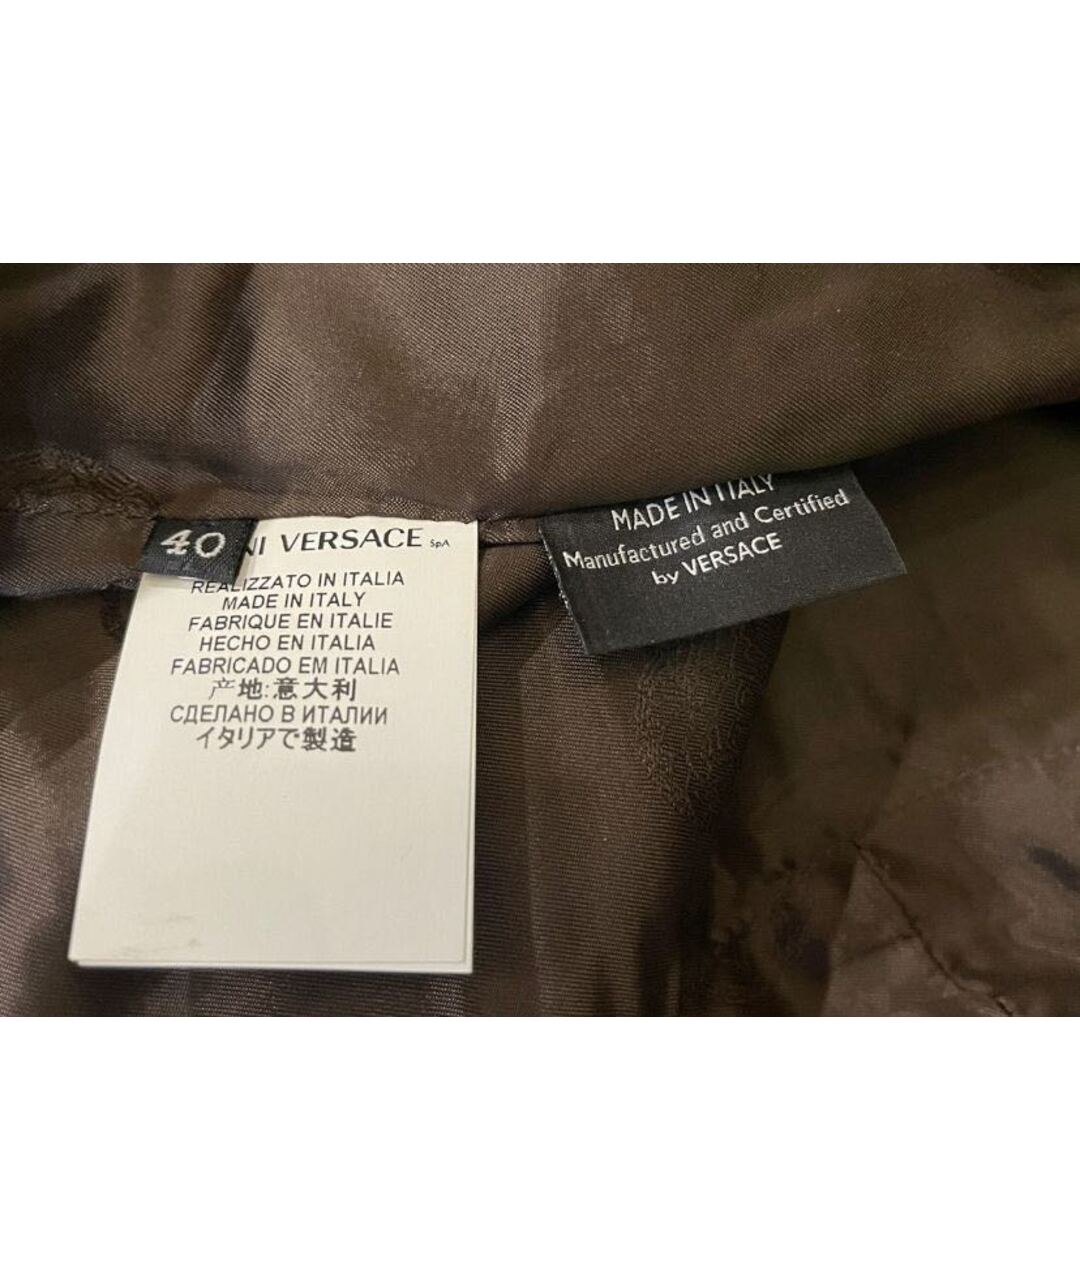 40
NI VERSACE SpA
REALIZZATO IN ITALIA
MADE IN ITALY
FABRIQUE EN ITALIE
HECHO EN ITALIA
FABRICADO EM ITALIA
产地:意大利
СДЕЛАНО В ИТАЛИИ
イタリアで製造
MADE IN ITALY
Manufactured and Certified
by VERSACE